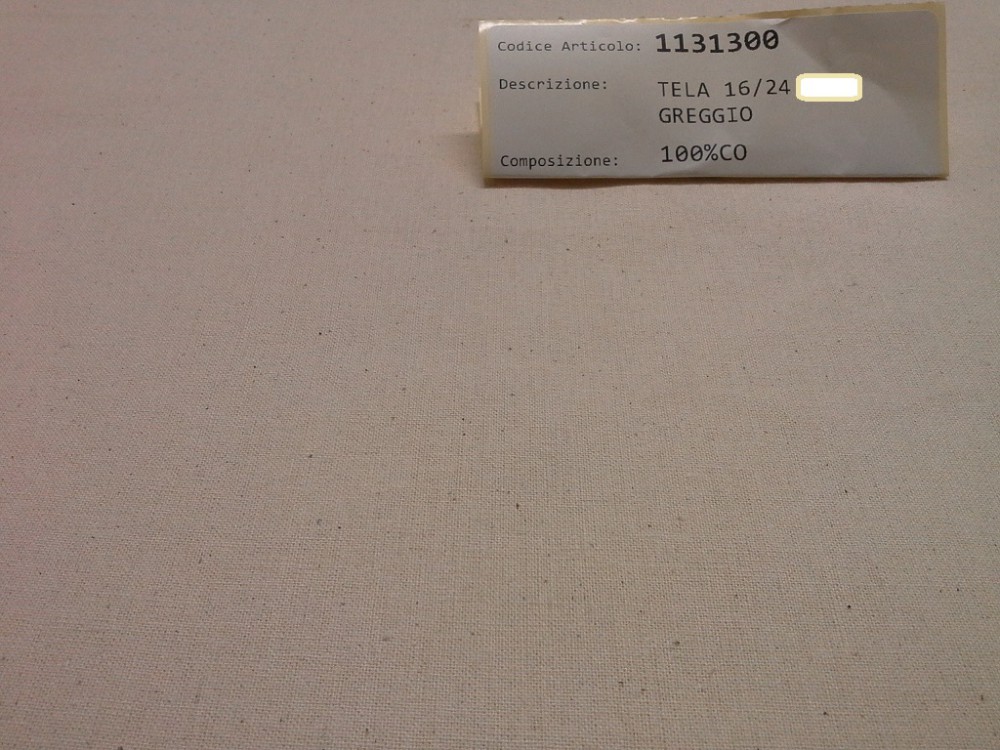 Codice Articolo: 1131300
Descrizione: TELA 16/24
GREGGIO
Composizione: 100%CO